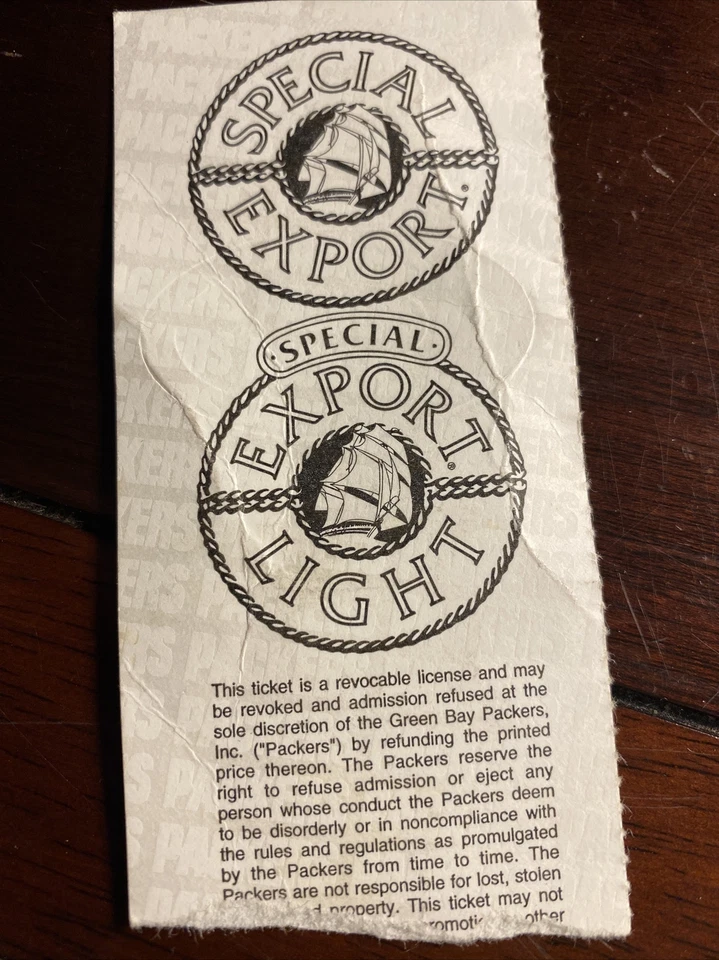 SPECIAL
EXPORT®
·SPECIAL·
EXPORT®
LIGHT
This ticket is a revocable license and may
be revoked and admission refused at the
sole discretion of the Green Bay Packers,
Inc. ("Packers") by refunding the printed
price thereon. The Packers reserve the
right to refuse admission or eject any
person whose conduct the Packers deem
to be disorderly or in noncompliance with
the rules and regulations as promulgated
by the Packers from time to time. The
Packers are not responsible for lost, stolen
property. This ticket may not
other